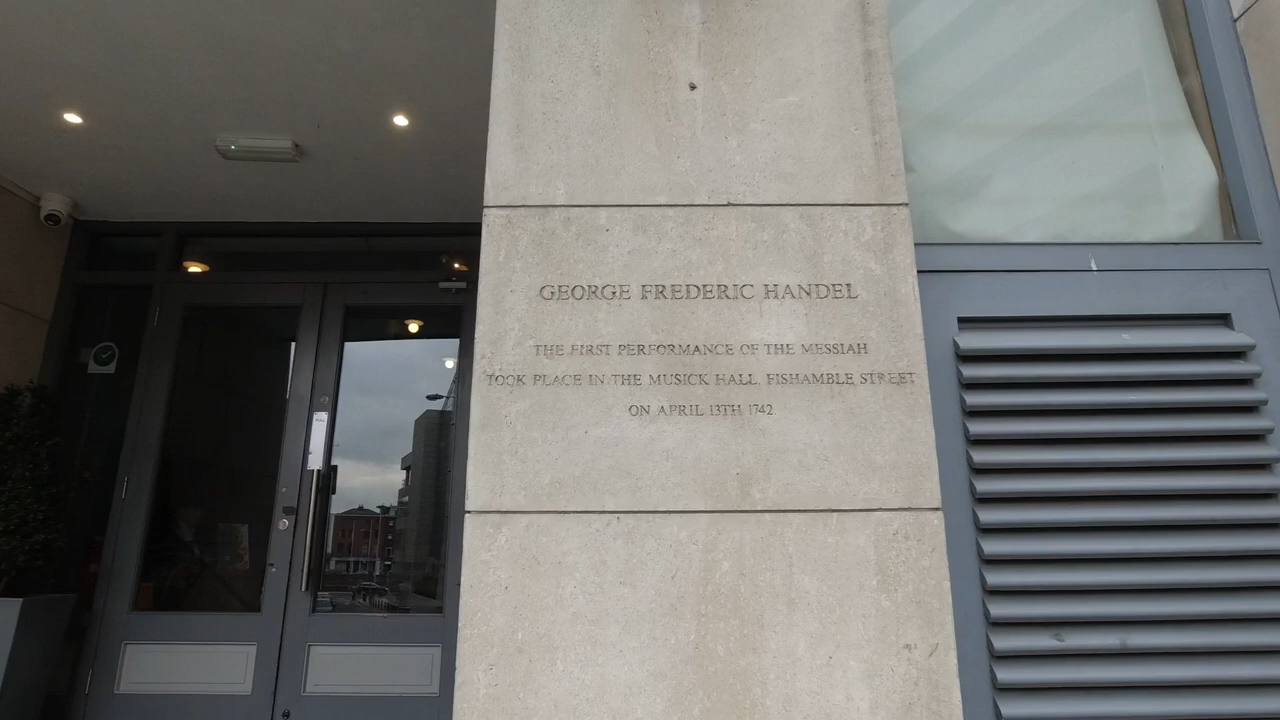 GEORGE FREDERIC HANDEL
THE FIRST PERFORMANCE OF THE MESSIAH
TOOK PLACE IN THE MUSICK HALL, FISHAMBLE STREET
ON APRIL 13TH 1742